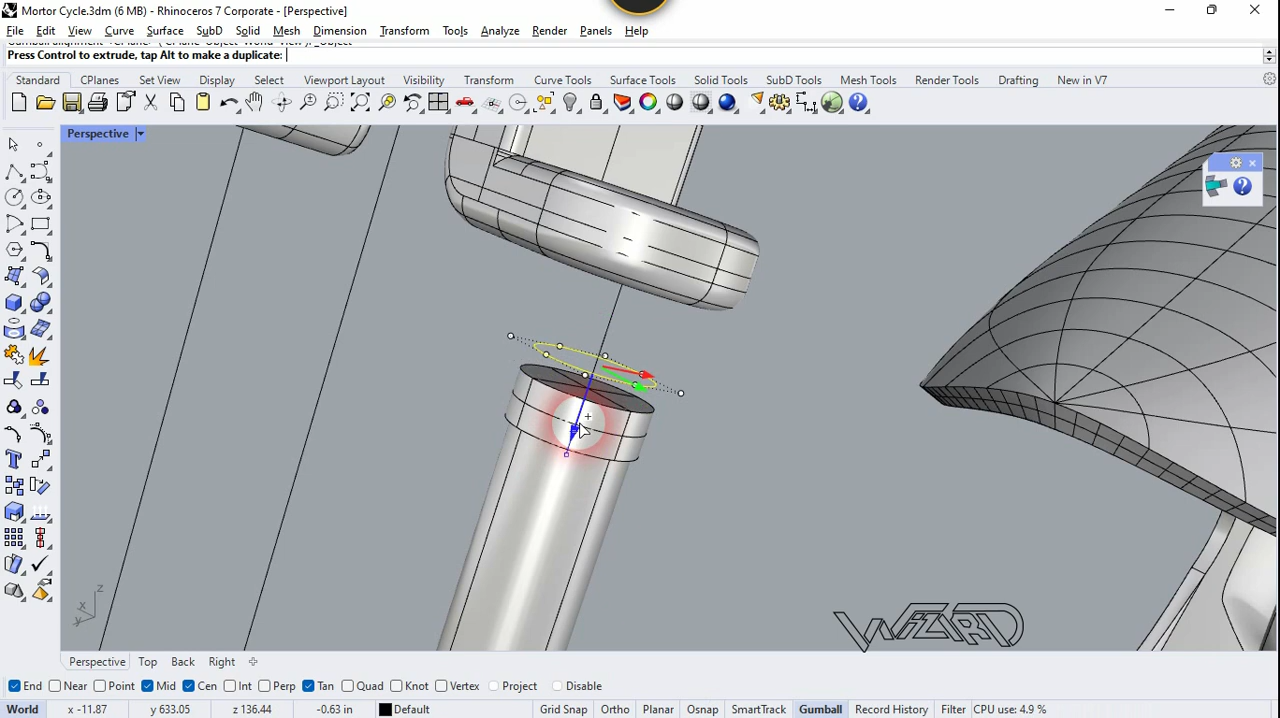 Mortor Cycle.3dm (6 MB) - Rhinoceros 7 Corporate - [Perspective]
File Edit View Curve Surface SubD Solid Mesh Dimension Transform Tools Analyze Render Panels Help
Press Control to extrude, tap Alt to make a duplicate:
Standard CPlanes Set View Display Select Viewport Layout Visibility Transform Curve Tools Surface Tools Solid Tools SubD Tools Mesh Tools Render Tools Drafting New in V7
Perspective
z
x
y
WIZARD
Perspective Top Back Right
End Near Point Mid Cen Int Perp Tan Quad Knot Vertex Project Disable
World x -11.87 y 633.05 z 136.44 -0.63 in Default Grid Snap Ortho Planar Osnap SmartTrack Gumball Record History Filter CPU use: 4.9 %